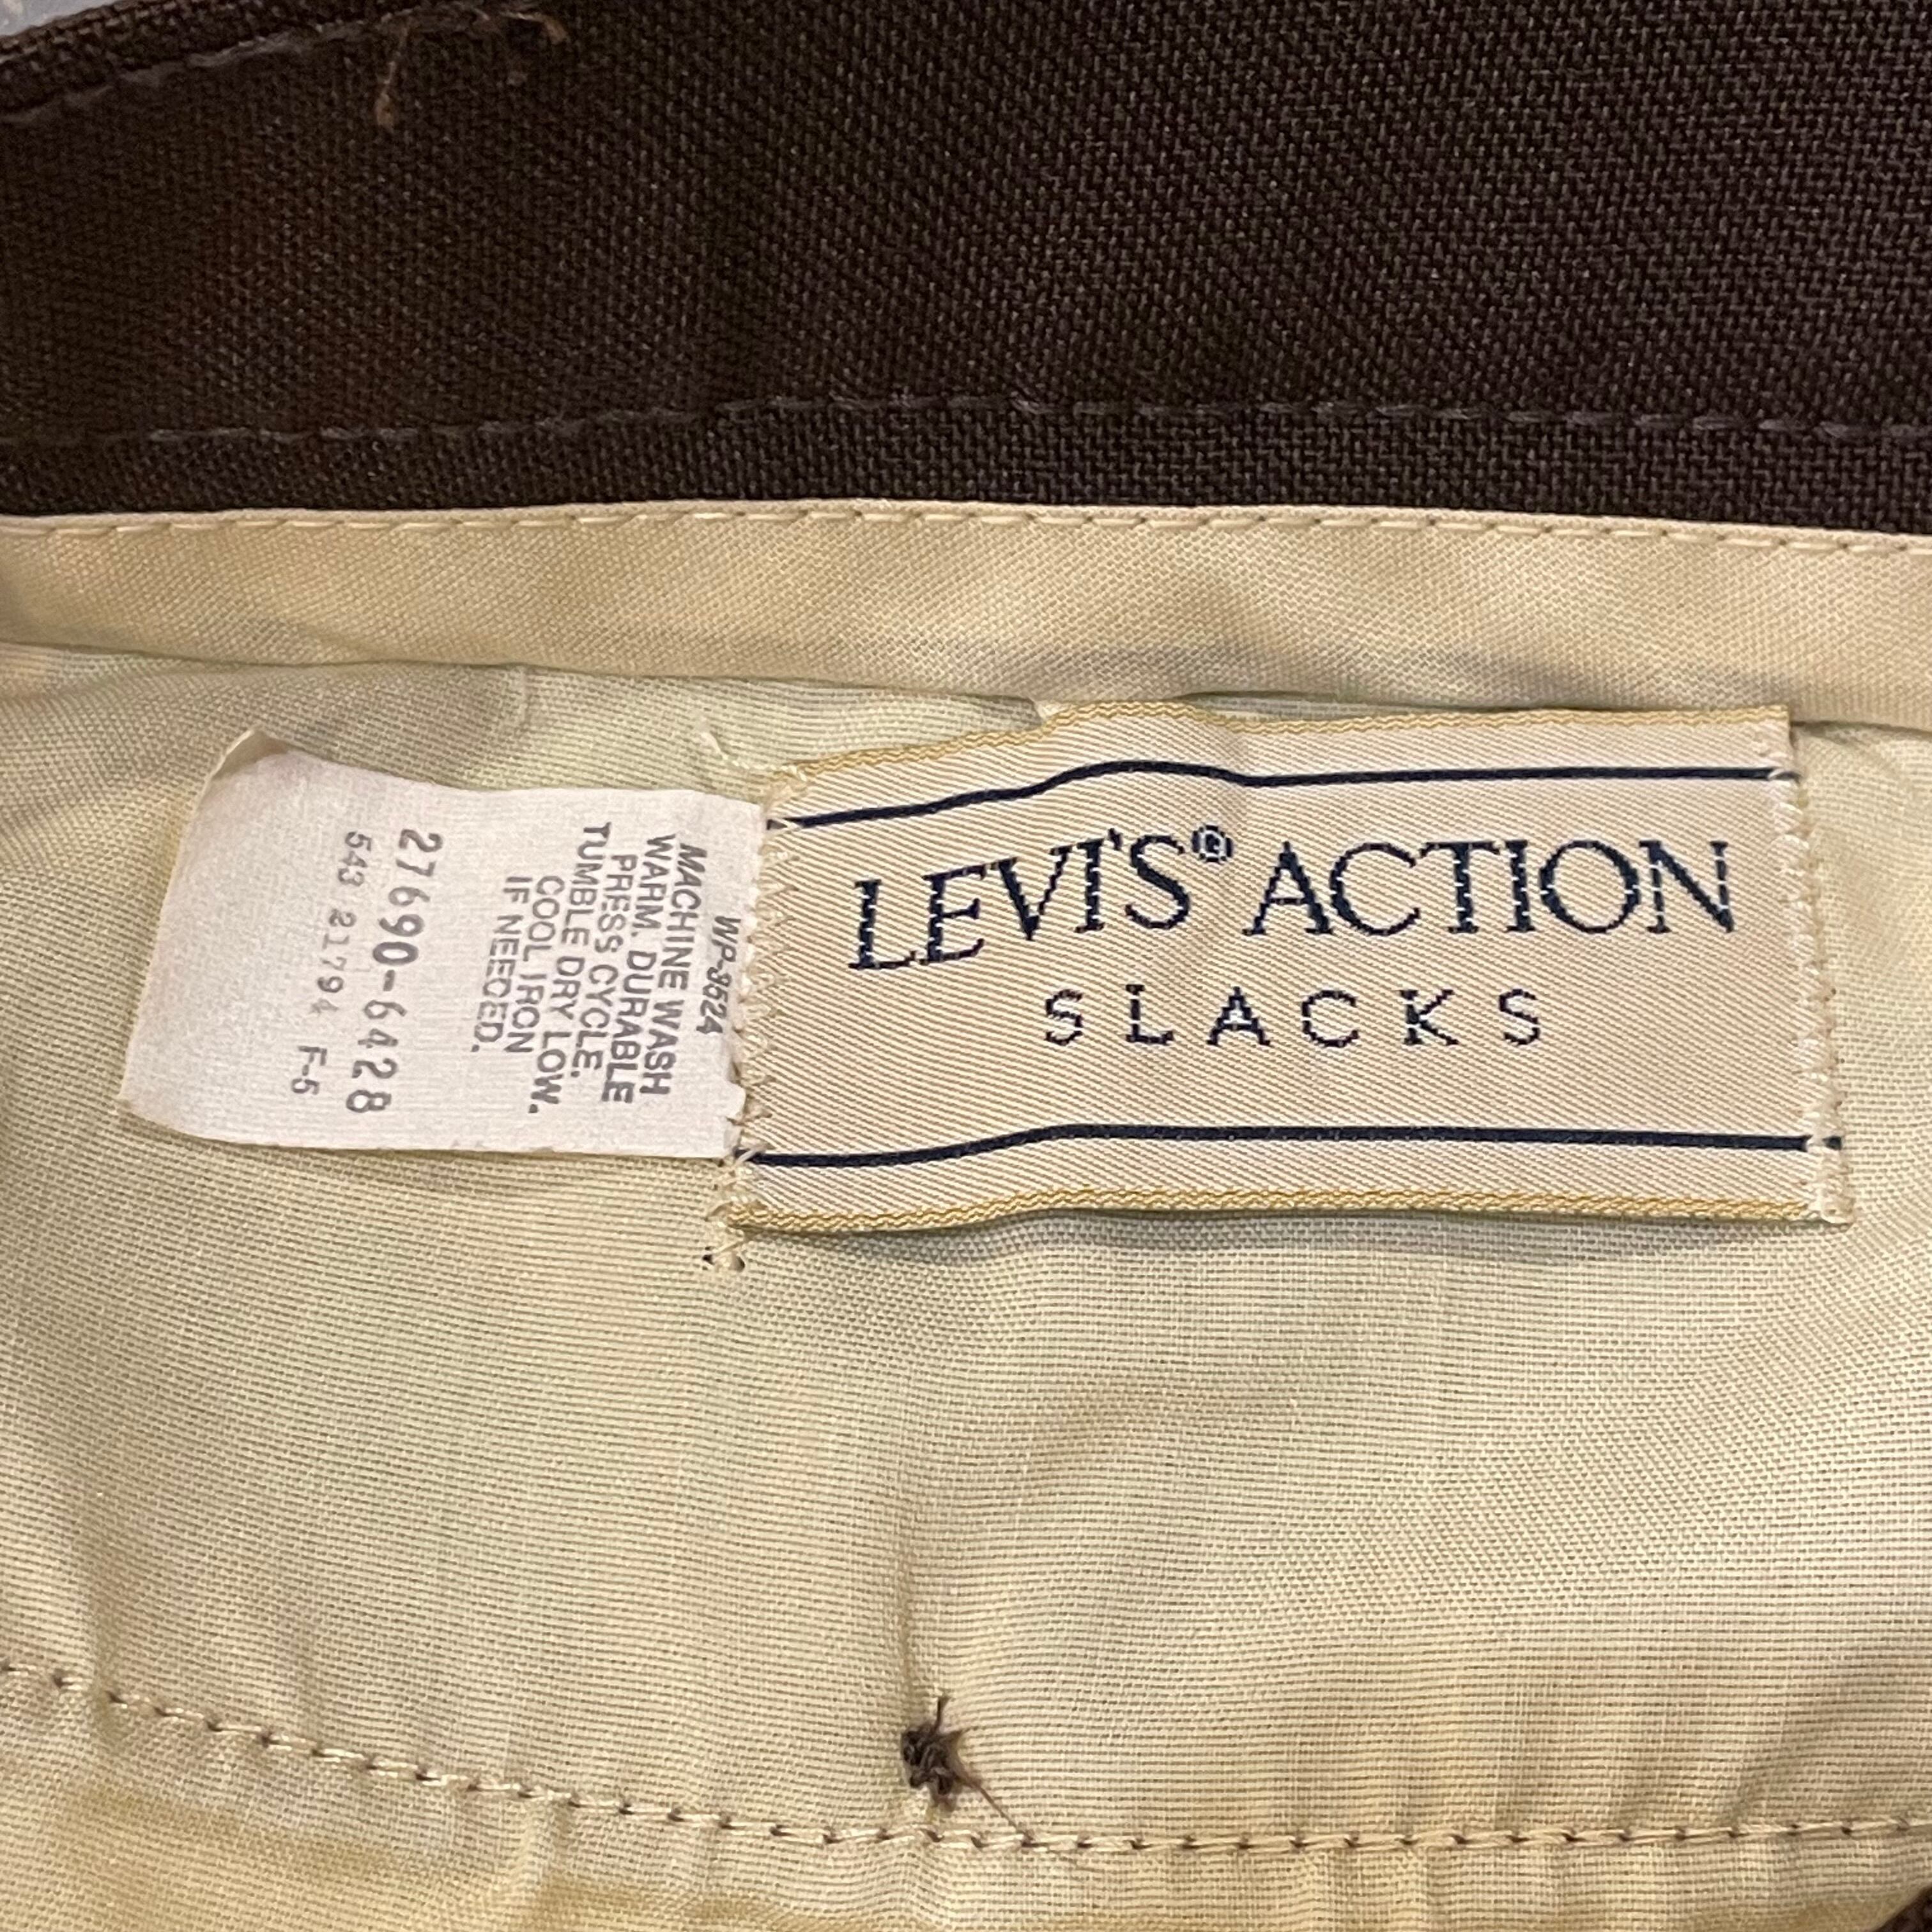 LEVI'S® ACTION
SLACKS
WP-8624
MACHINE WASH
WARM, DURABLE
PRESS CYCLE.
TUMBLE DRY LOW.
COOL IRON
IF NEEDED.
27690-6428
543 21794 F-5